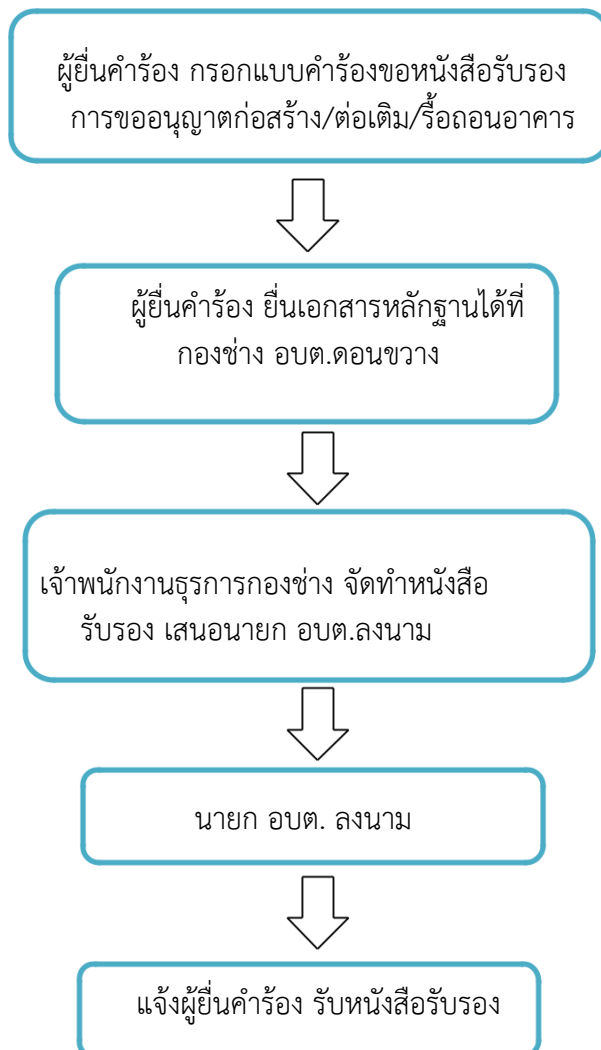 ผู้ยื่นคำร้อง กรอกแบบคำร้องขอหนังสือรับรอง
การขออนุญาตก่อสร้าง/ต่อเติม/รื้อถอนอาคาร
ผู้ยื่นคำร้อง ยื่นเอกสารหลักฐานได้ที่
กองช่าง อบต.ดอนขวาง
เจ้าพนักงานธุรการกองช่าง จัดทำหนังสือ
รับรอง เสนอนายก อบต.ลงนาม
นายก อบต. ลงนาม
แจ้งผู้ยื่นคำร้อง รับหนังสือรับรอง